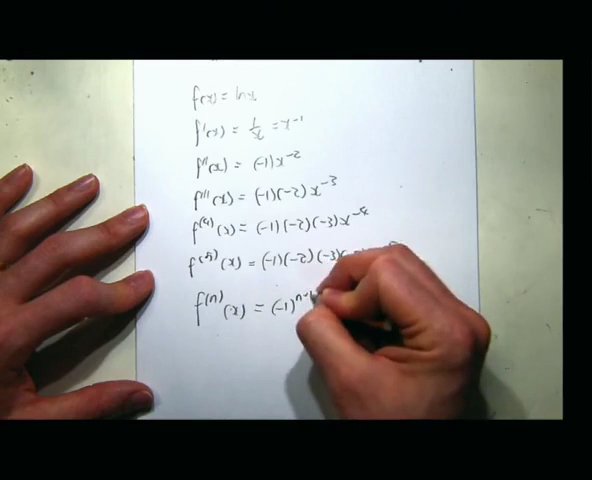 f(x) = ln x
f'(x) = 1/x = x^-1
f''(x) = (-1)x^-2
f'''(x) = (-1)(-2)x^-3
f^(4)(x) = (-1)(-2)(-3)x^-4
f^(5)(x) = (-1)(-2)(-3)(
f^(n)(x) = (-1)^n-1